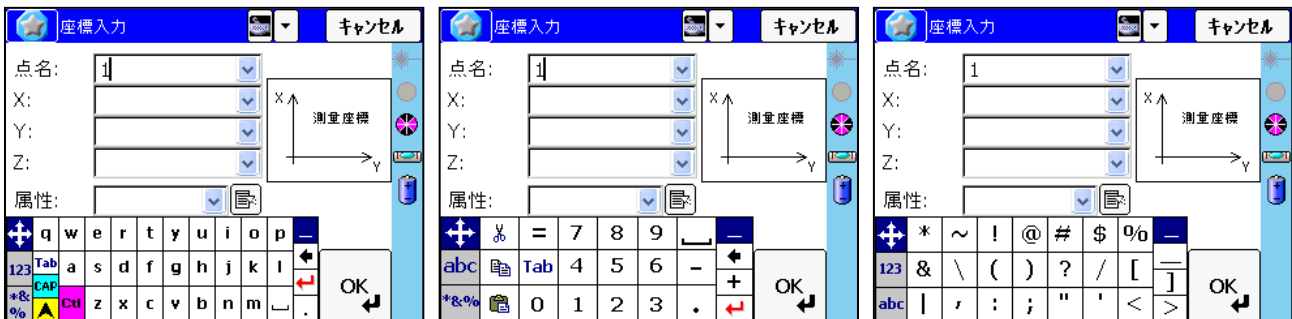 座標入力 キャンセル
点名: 1
X:
Y:
Z:
属性:
X
測量座標
Y
q w e r t y u i o p _
123 Tab a s d f g h j k l
*&% CAP Ctl z x c v b n m .
OK
座標入力 キャンセル
点名: 1
X:
Y:
Z:
属性:
X
測量座標
Y
= 7 8 9 _
abc Tab 4 5 6 - +
*&% 0 1 2 3 .
OK
座標入力 キャンセル
点名: 1
X:
Y:
Z:
属性:
X
測量座標
Y
* ~ ! @ # $ % _
123 & \ ( ) ? / [ ] _
abc | , : ; " ' < >
OK